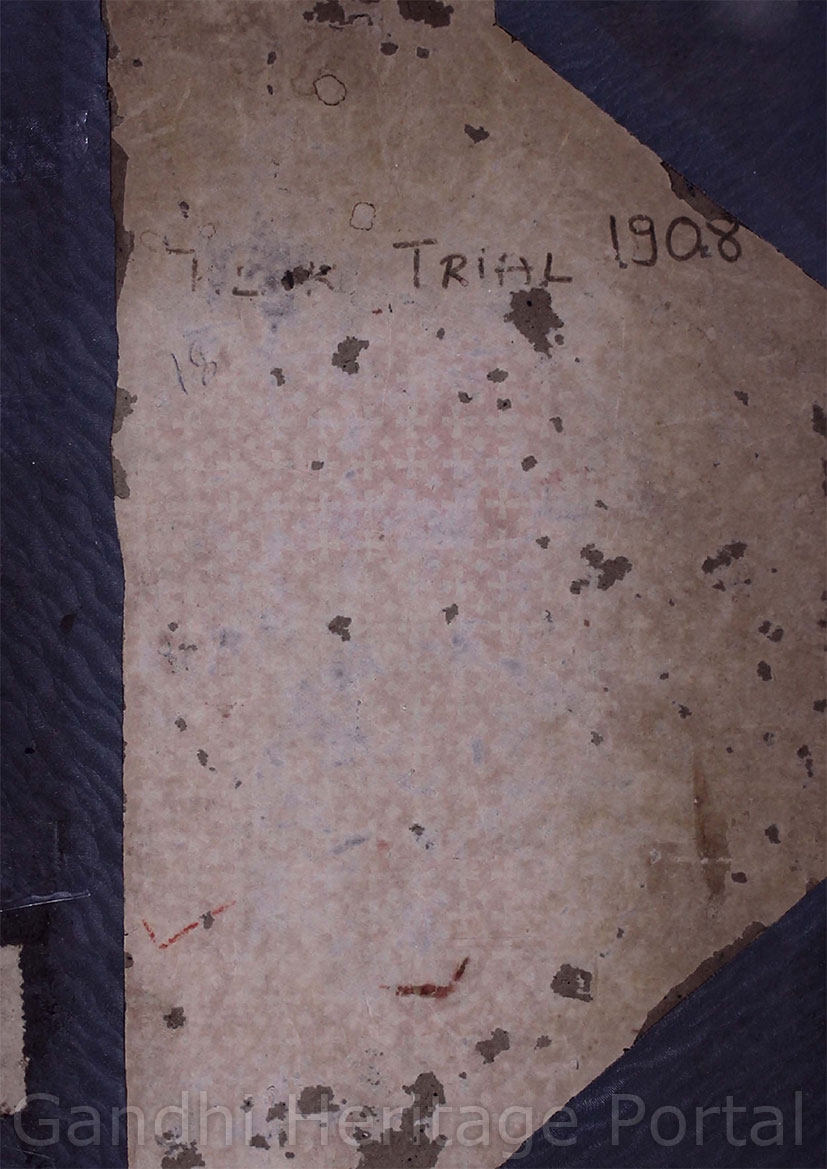 TRIAL 1908
18
Gandhi Heritage Portal